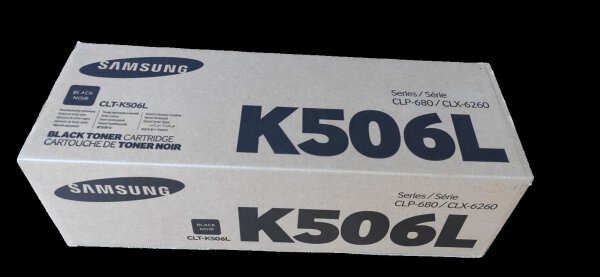 SAMSUNG
BLACK
NOIR
CLT-K506L
BLACK TONER CARTRIDGE
CARTOUCHE DE TONER NOIR
Series / Série
CLP-680 / CLX-6260
K506L
SAMSUNG
BLACK
NOIR
CLT-K506L
Series / Série
CLP-680 / CLX-6260
K506L